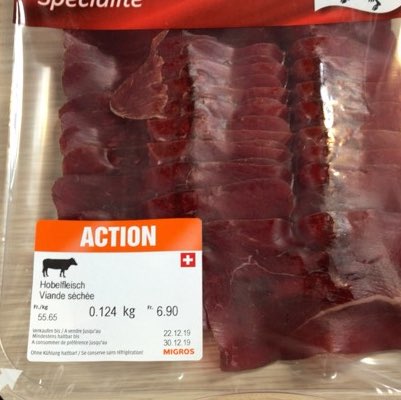 Spécialité
ACTION
Hobelfleisch
Viande séchée
Fr./kg
55.65 0.124 kg Fr. 6.90
Verkaufen bis / A vendre jusqu'au 22.12.19
Mindestens haltbar bis
A consommer de préférence jusqu'au 30.12.19
Ohne Kühlung haltbar! / Se conserve sans réfrigération! MIGROS